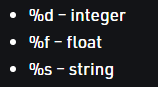 • %d – integer
• %f – float
• %s – string